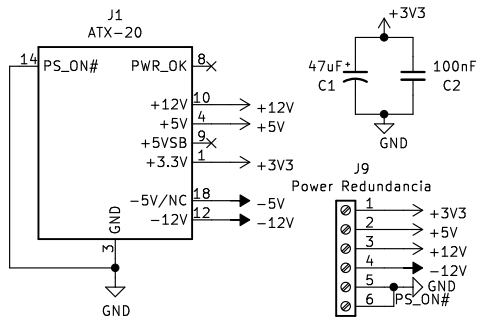 J1
ATX-20
14 PS_ON# PWR_OK 8
+12V 10 +12V
+5V 4 +5V
+5VSB 9
+3.3V 1 +3V3
-5V/NC 18 -5V
-12V 12 -12V
GND
3
GND
+3V3
47uF + 100nF
C1 C2
GND
J9
Power Redundancia
1 +3V3
2 +5V
3 +12V
4 -12V
5 GND
6 PS_ON#